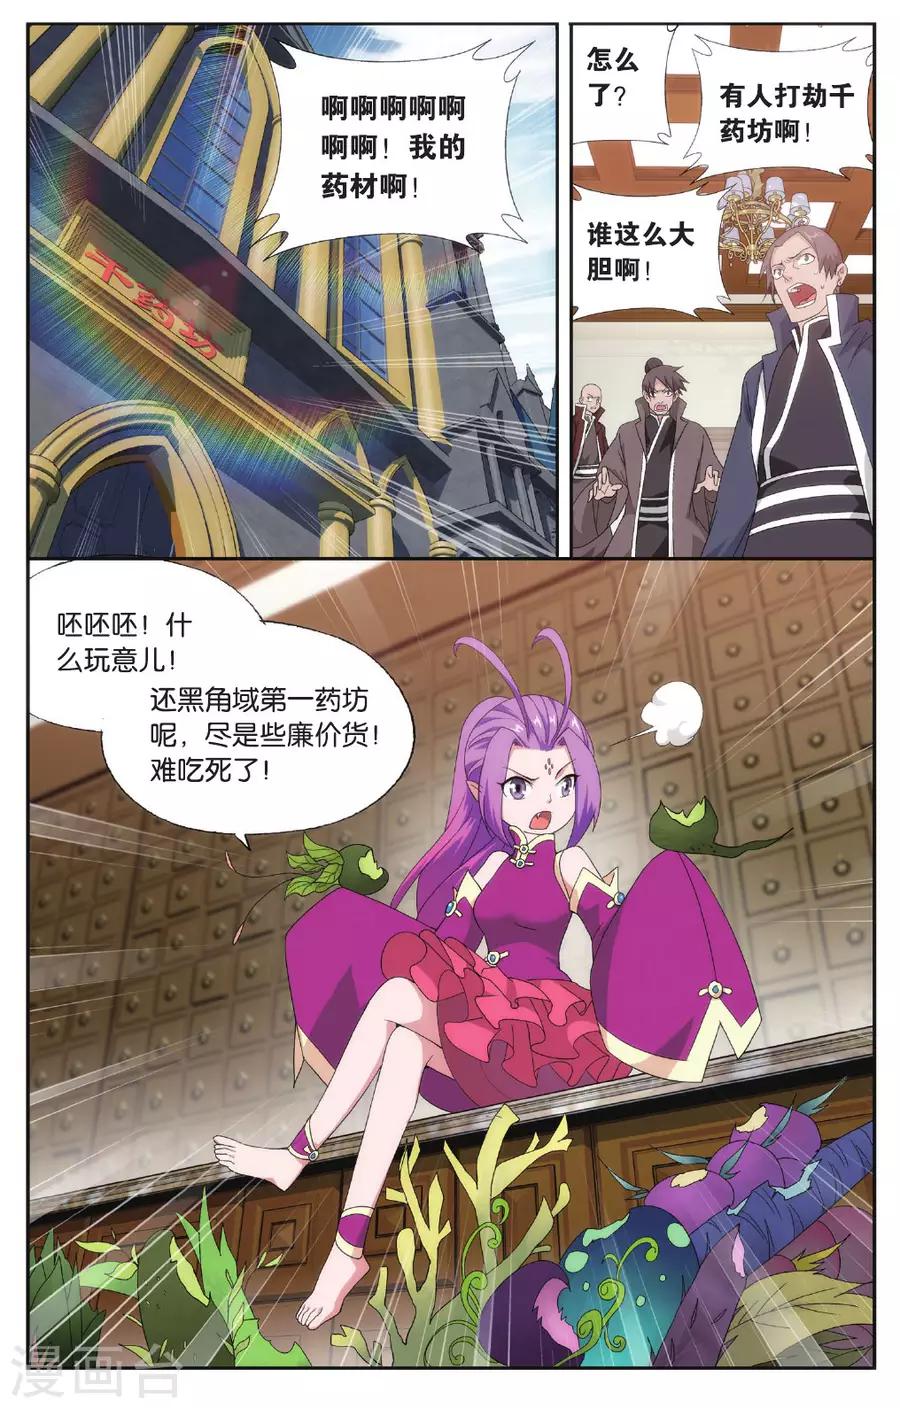 啊啊啊啊啊
啊啊！我的
药材啊！
千药坊
怎么
了？
有人打劫千
药坊啊！
谁这么大
胆啊！
呸呸呸！什
么玩意儿！
还黑角域第一药坊
呢，尽是些廉价货！
难吃死了！
漫画台